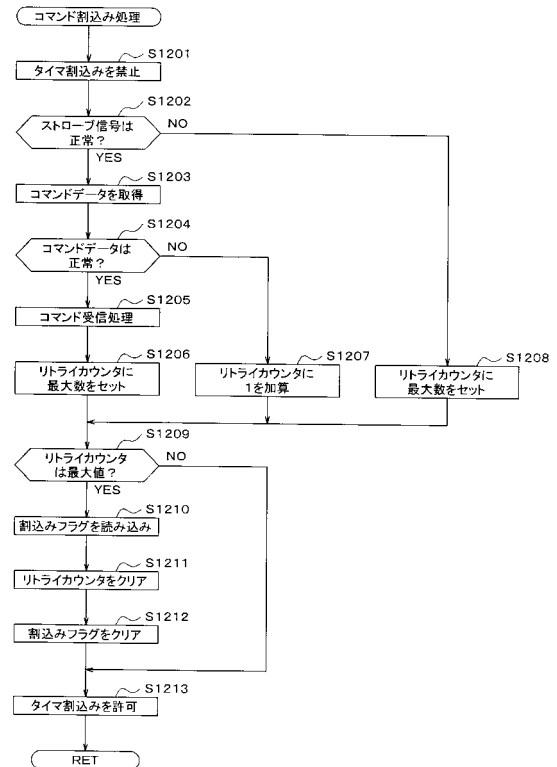 コマンド割込み処理
S1201
タイマ割込みを禁止
S1202
ストローブ信号は
正常?
NO
YES
S1203
コマンドデータを取得
S1204
コマンドデータは
正常?
NO
YES
S1205
コマンド受信処理
S1206
リトライカウンタに
最大数をセット
S1207
リトライカウンタに
1を加算
S1208
リトライカウンタに
最大数をセット
S1209
リトライカウンタ
は最大値?
NO
YES
S1210
割込みフラグを読み込み
S1211
リトライカウンタをクリア
S1212
割込みフラグをクリア
S1213
タイマ割込みを許可
RET